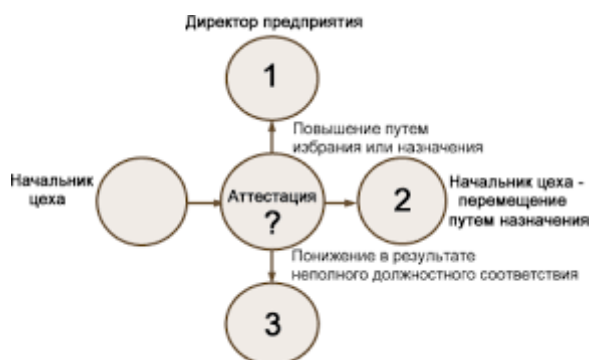 Директор предприятия
1
Повышение путем
избрания или назначения
Начальник
цеха
Аттестация
?
2
Начальник цеха -
перемещение
путем назначения
Понижение в результате
неполного должностного соответствия
3